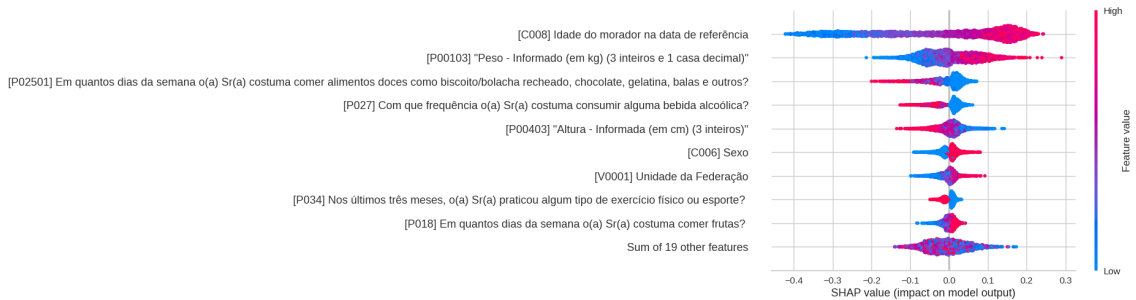 High
[C008] Idade do morador na data de referência
[P00103] "Peso - Informado (em kg) (3 inteiros e 1 casa decimal)"
[P02501] Em quantos dias da semana o(a) Sr(a) costuma comer alimentos doces como biscoito/bolacha recheado, chocolate, gelatina, balas e outros?
[P027] Com que frequência o(a) Sr(a) costuma consumir alguma bebida alcoólica?
[P00403] "Altura - Informada (em cm) (3 inteiros)"
[C006] Sexo
[V0001] Unidade da Federação
[P034] Nos últimos três meses, o(a) Sr(a) praticou algum tipo de exercício físico ou esporte?
[P018] Em quantos dias da semana o(a) Sr(a) costuma comer frutas?
Sum of 19 other features
Feature value
Low
−0.4 −0.3 −0.2 −0.1 0.0 0.1 0.2 0.3
SHAP value (impact on model output)